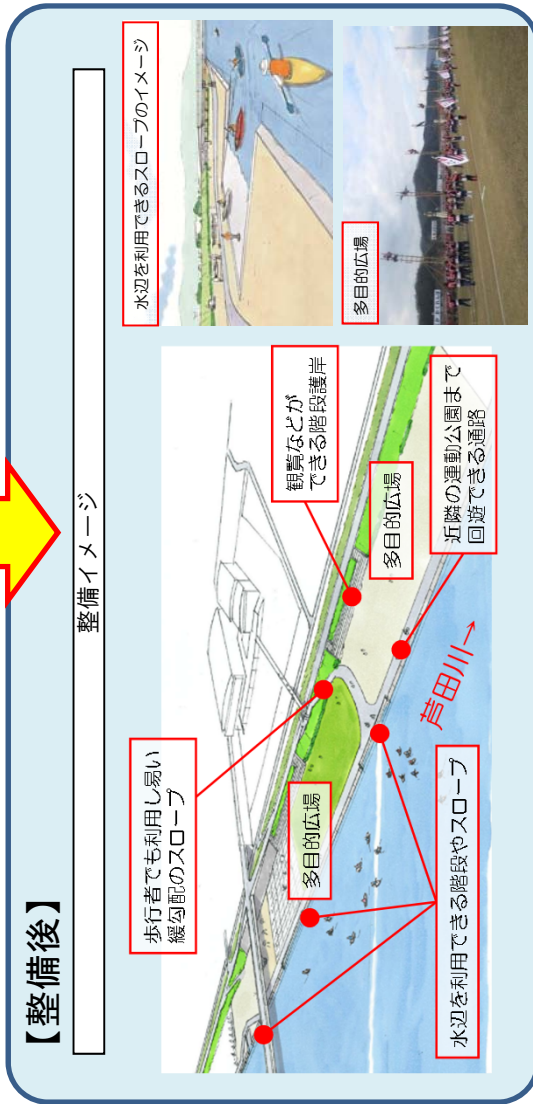 【整備後】
整備イメージ
歩行者でも利用し易い
緩勾配のスロープ
多目的広場
観覧などが
できる階段護岸
多目的広場
近隣の運動公園まで
回遊できる通路
芦田川→
水辺を利用できる階段やスロープ
水辺を利用できるスロープのイメージ
多目的広場